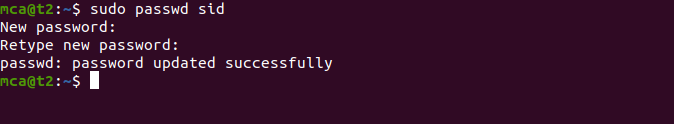 mca@t2:~$ sudo passwd sid
New password:
Retype new password:
passwd: password updated successfully
mca@t2:~$